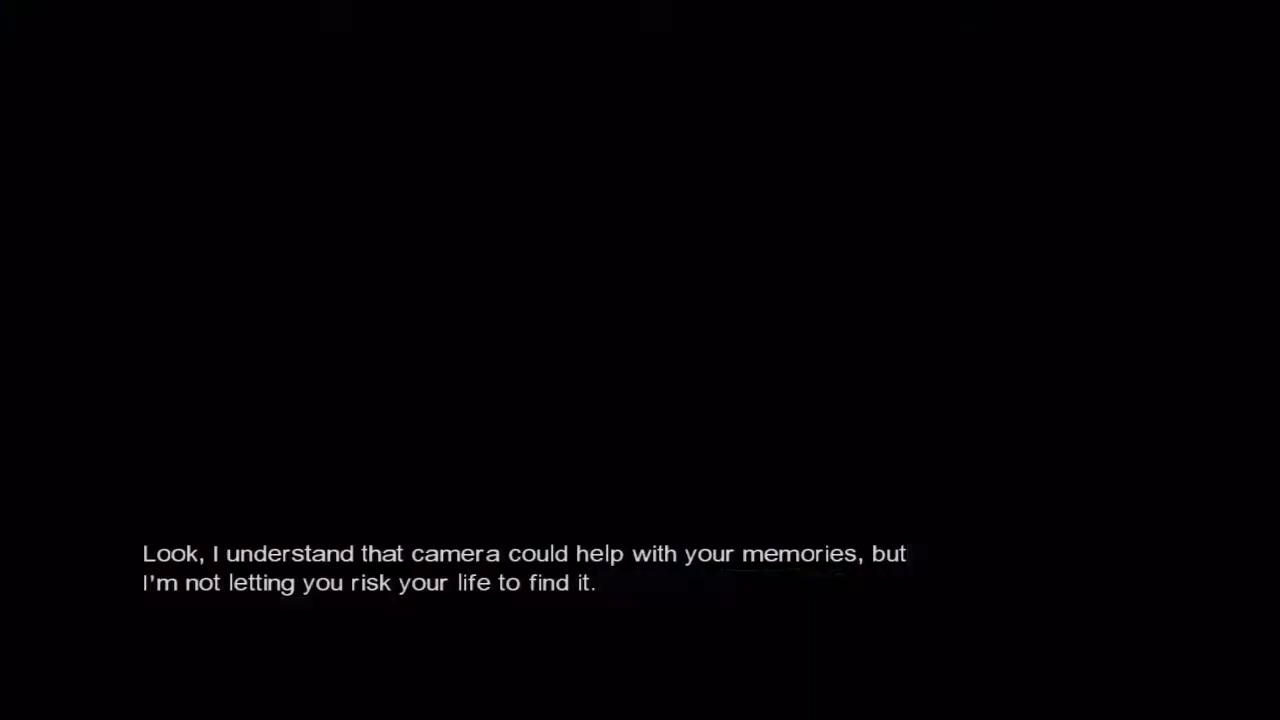 Look, I understand that camera could help with your memories, but
I'm not letting you risk your life to find it.